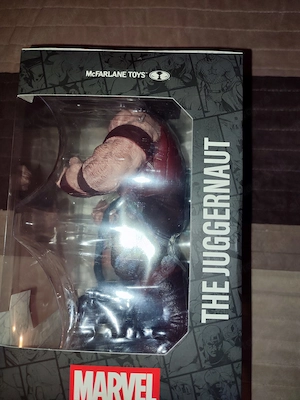 McFARLANE TOYS
THE JUGGERNAUT
MARVEL